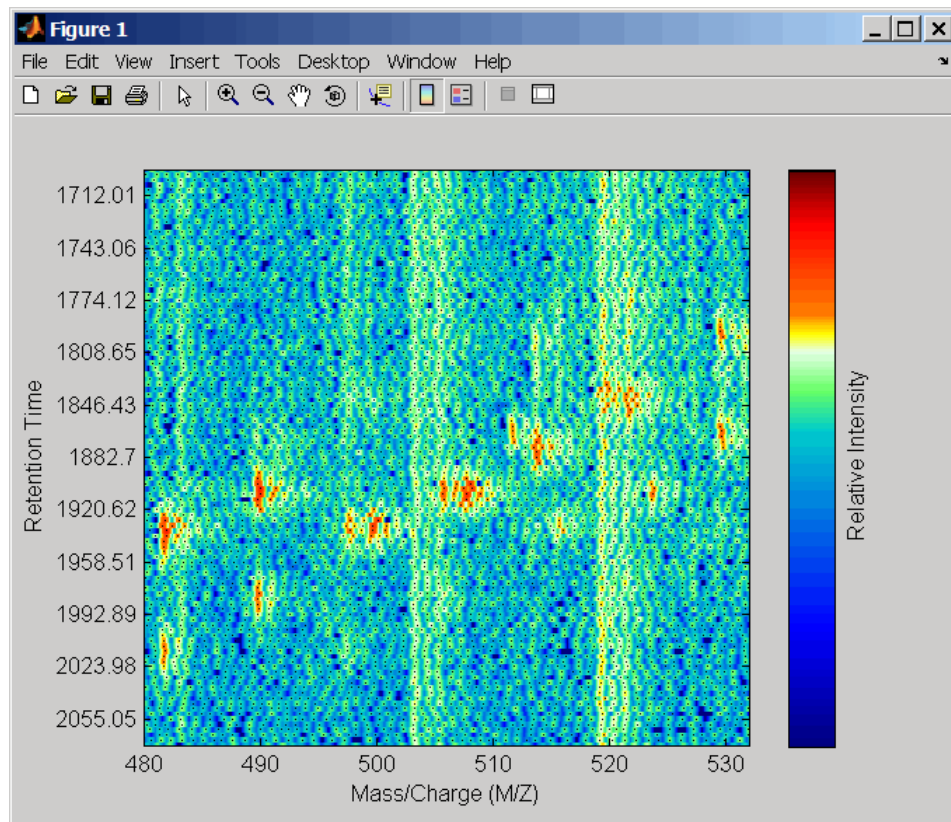 Figure 1
File Edit View Insert Tools Desktop Window Help
1712.01
1743.06
1774.12
1808.65
1846.43
1882.7
1920.62
1958.51
1992.89
2023.98
2055.05
Retention Time
480 490 500 510 520 530
Mass/Charge (M/Z)
Relative Intensity